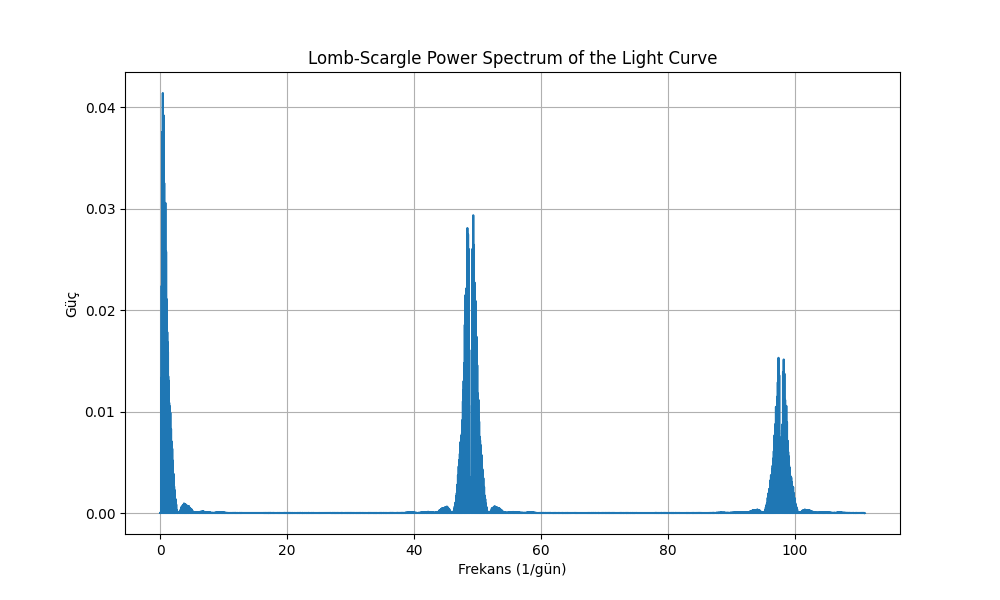 Lomb-Scargle Power Spectrum of the Light Curve
0.04
0.03
0.02
0.01
0.00
Güç
0 20 40 60 80 100
Frekans (1/gün)